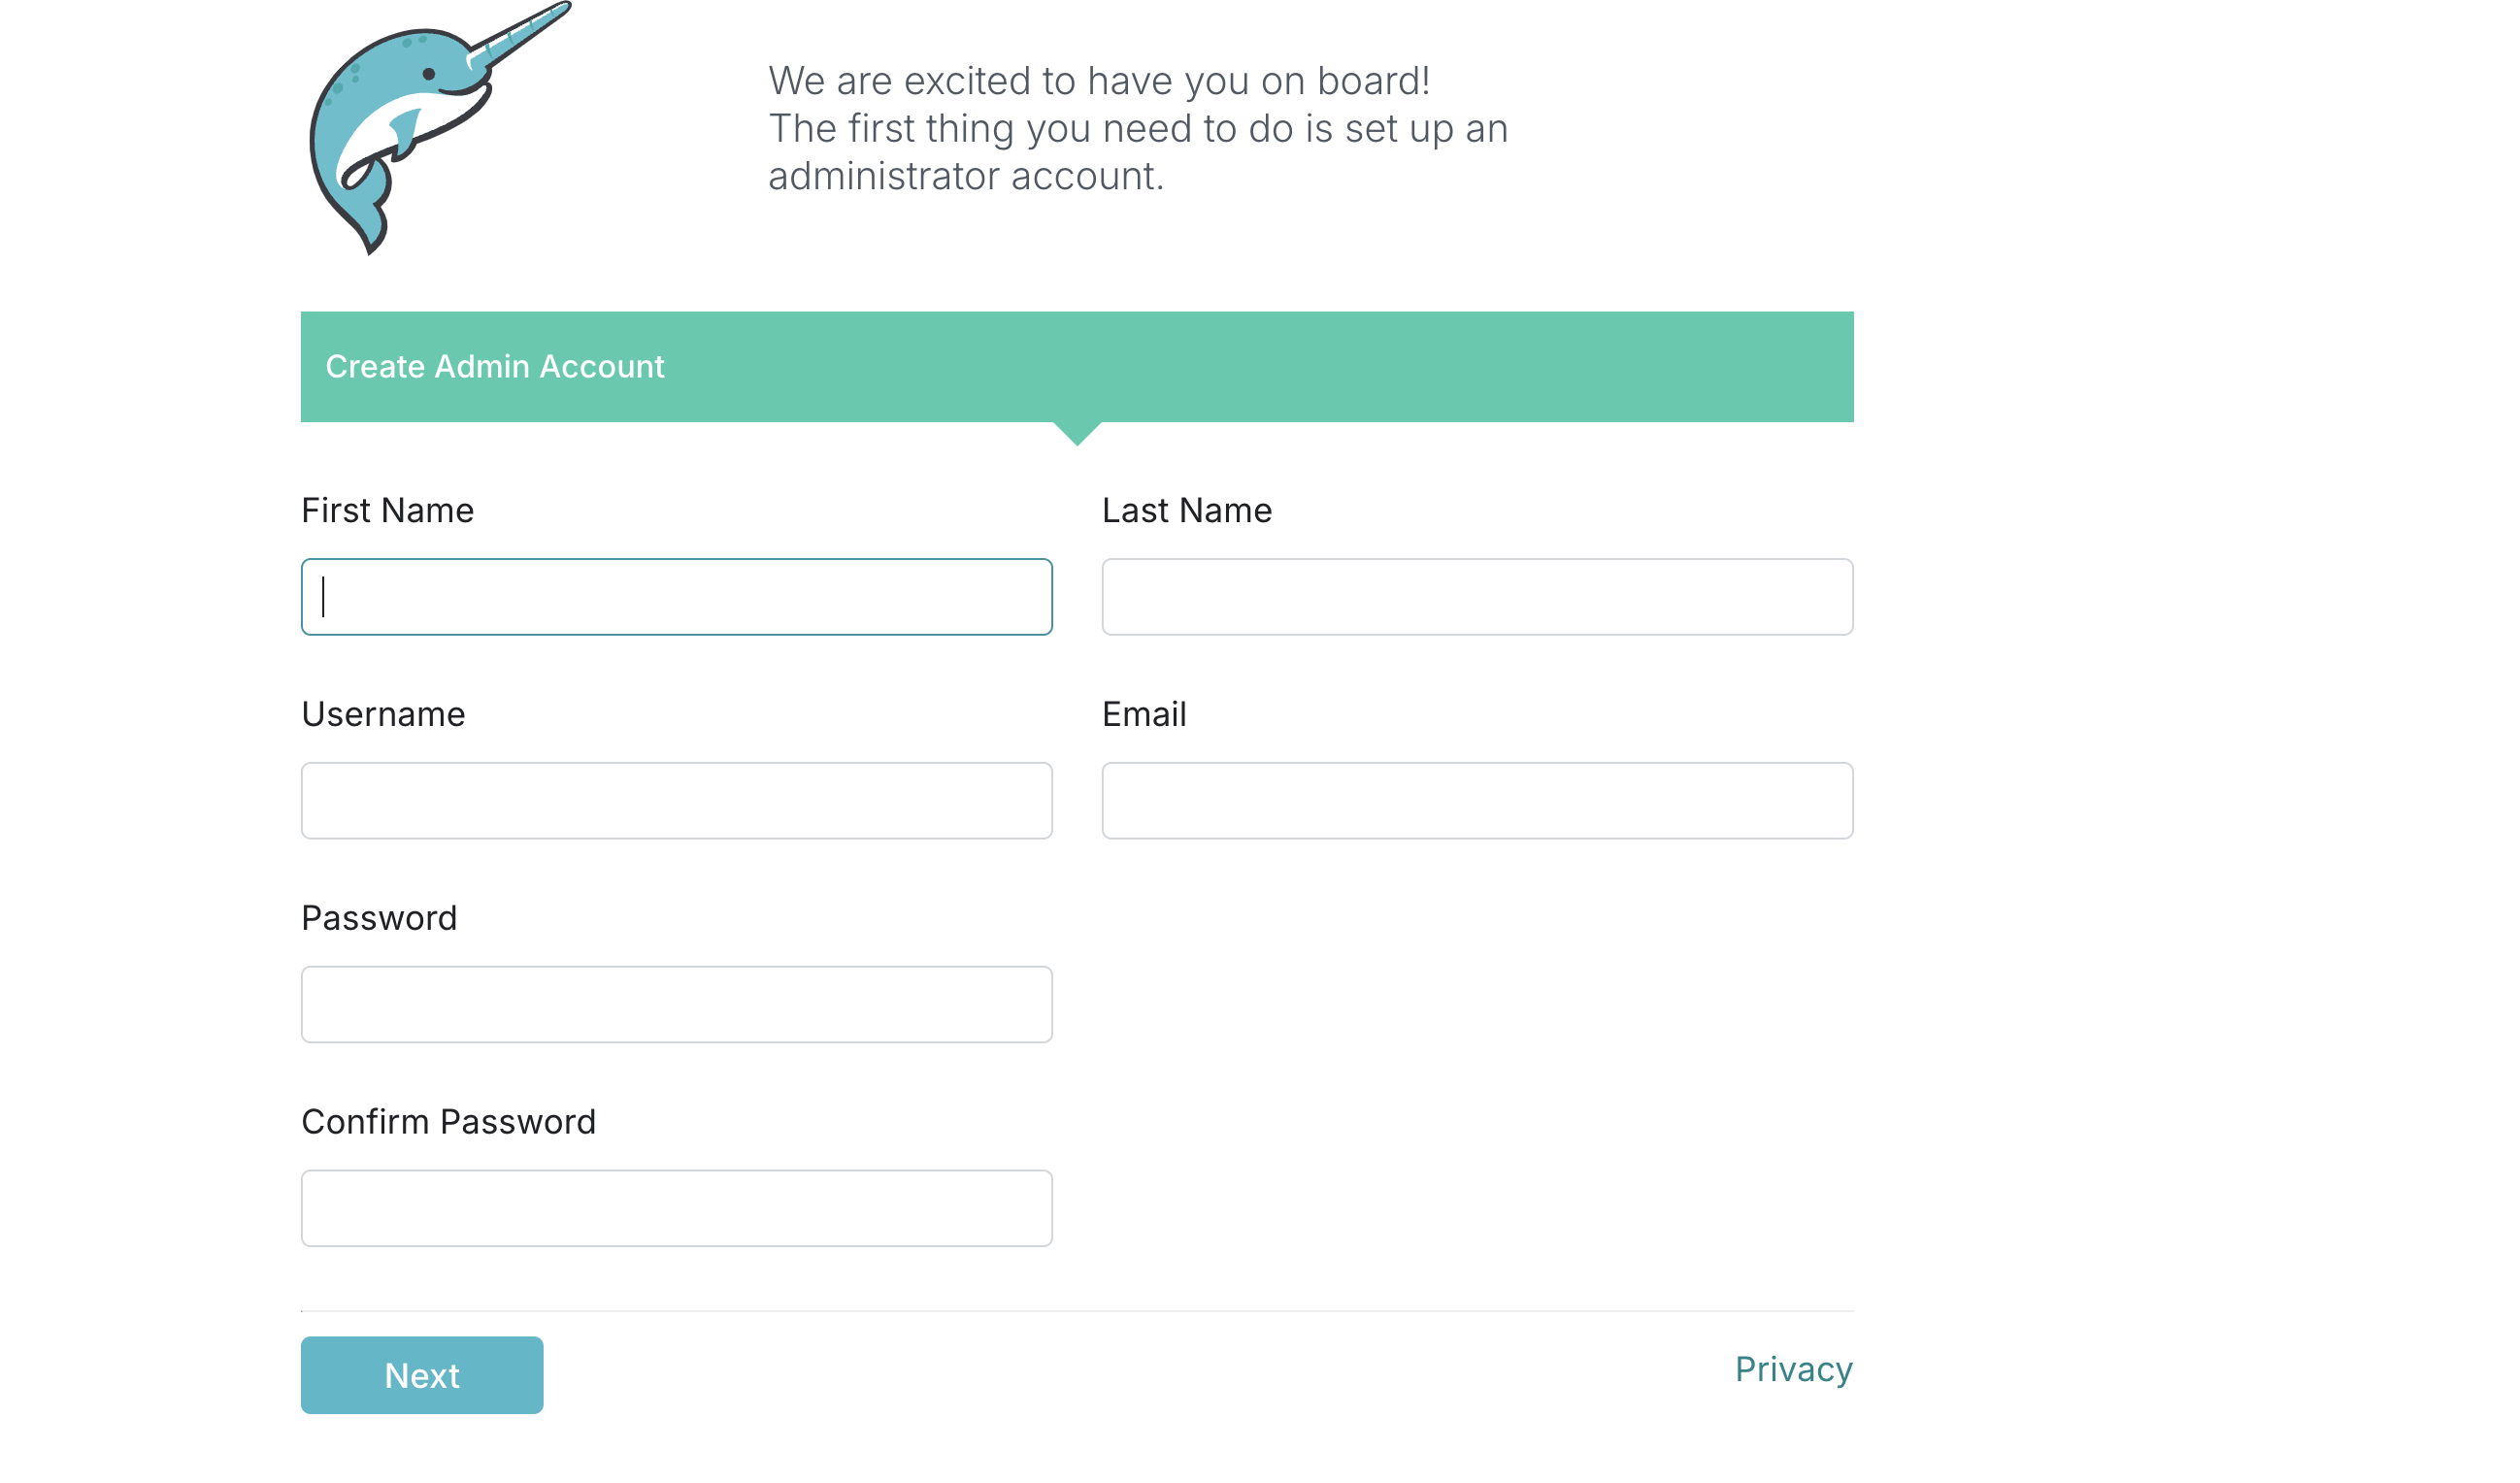 We are excited to have you on board!
The first thing you need to do is set up an
administrator account.
Create Admin Account
First Name
Last Name
Username
Email
Password
Confirm Password
Next
Privacy